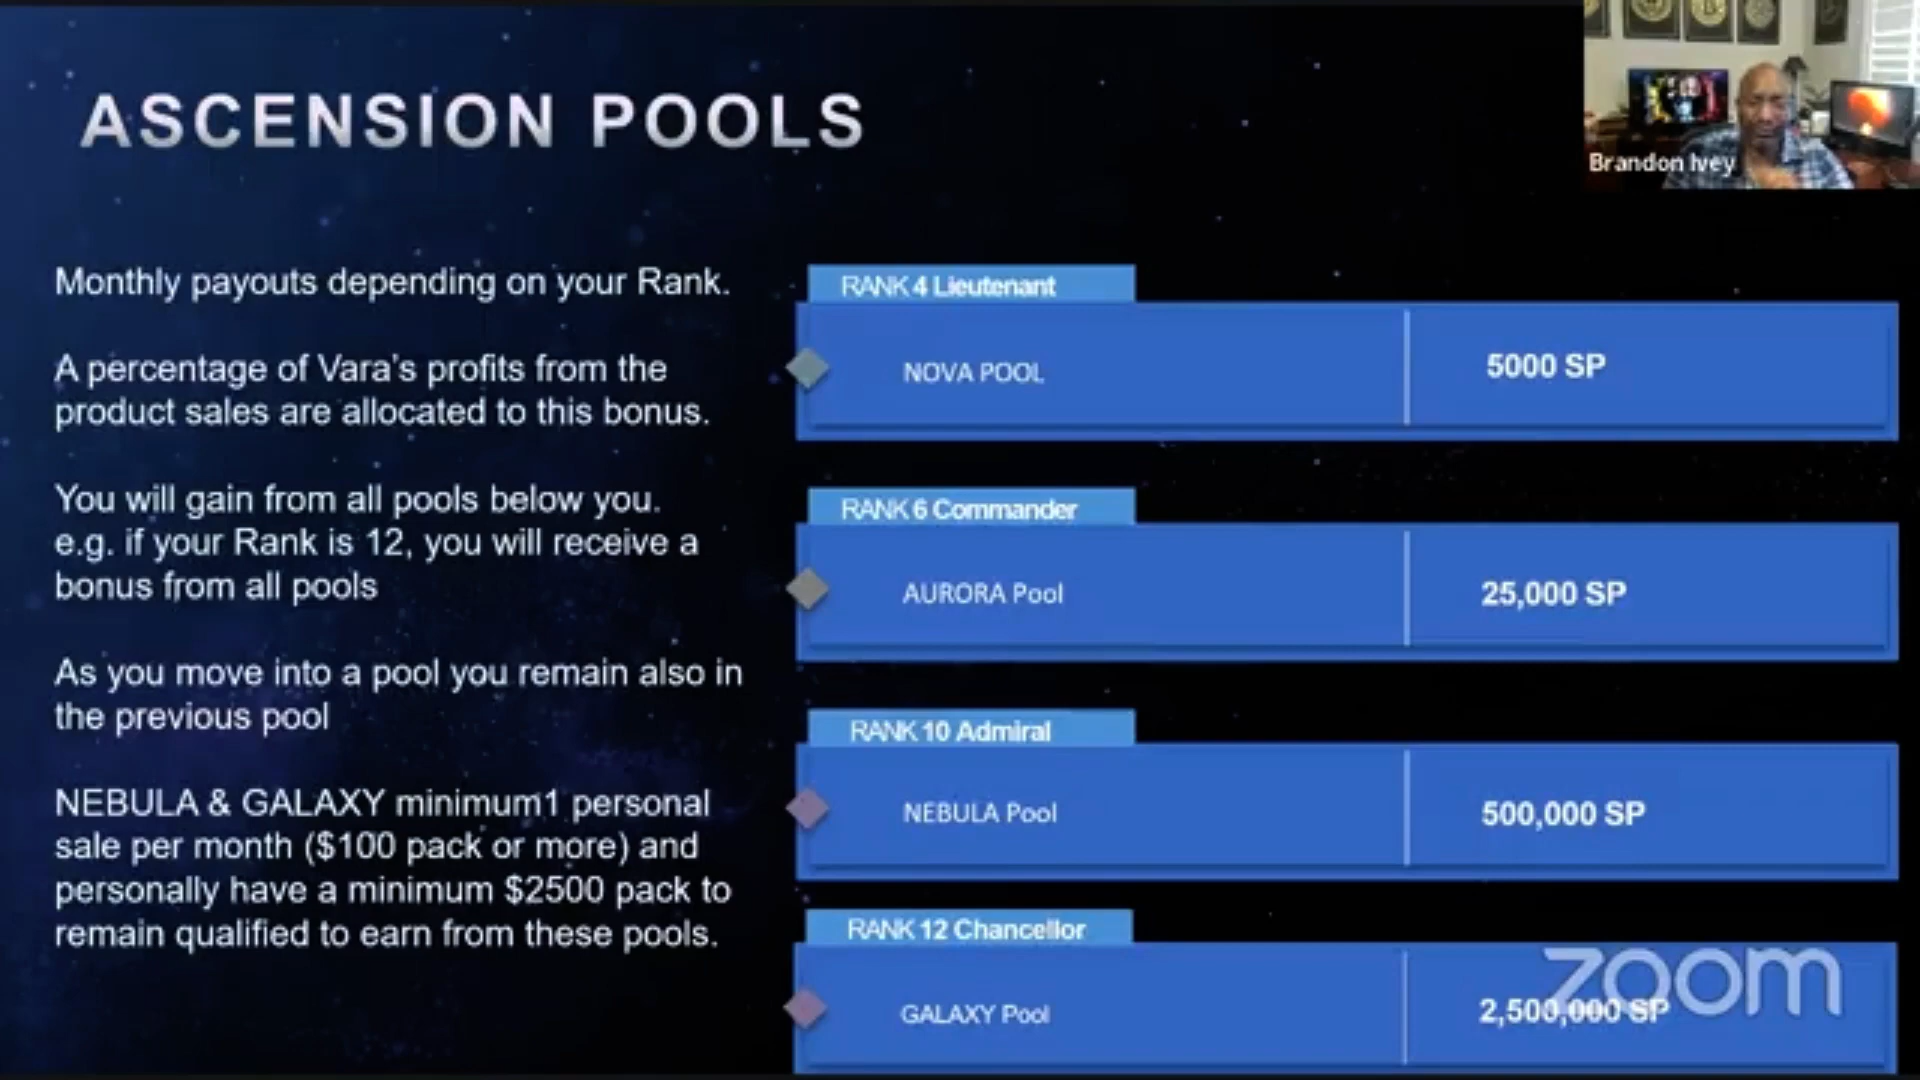 ASCENSION POOLS
Brandon Ivey
Monthly payouts depending on your Rank.
A percentage of Vara's profits from the
product sales are allocated to this bonus.
You will gain from all pools below you.
e.g. if your Rank is 12, you will receive a
bonus from all pools
As you move into a pool you remain also in
the previous pool
NEBULA & GALAXY minimum1 personal
sale per month ($100 pack or more) and
personally have a minimum $2500 pack to
remain qualified to earn from these pools.
RANK 4 Lieutenant
NOVA POOL
5000 SP
RANK 6 Commander
AURORA Pool
25,000 SP
RANK 10 Admiral
NEBULA Pool
500,000 SP
RANK 12 Chancellor
GALAXY Pool
2,500,000 SP
zoom